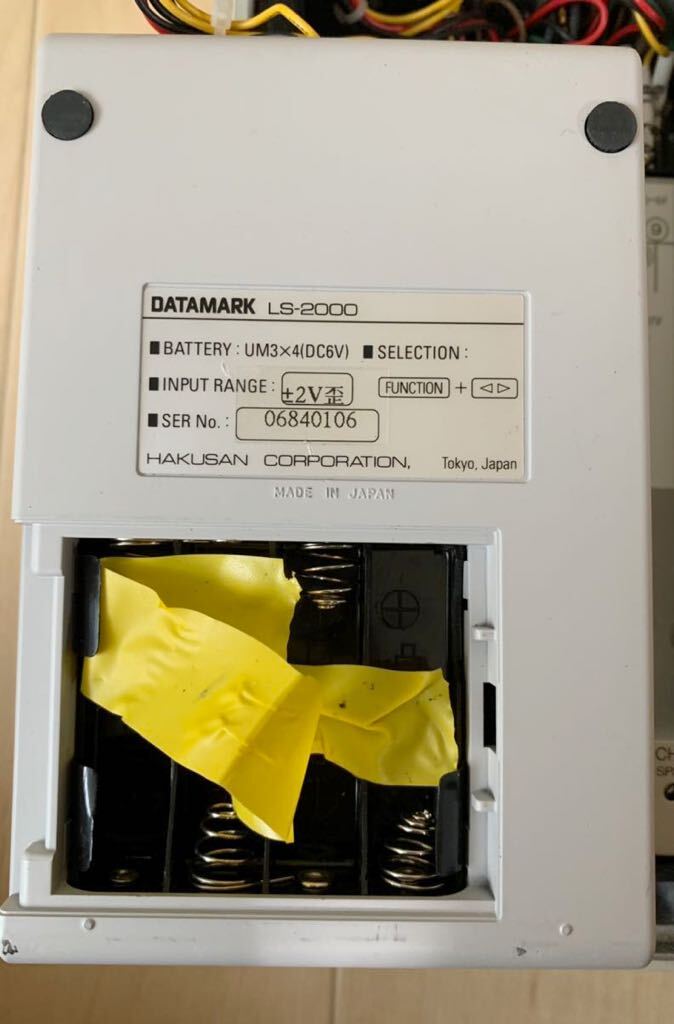 DATAMARK LS-2000
■BATTERY : UM3×4(DC6V) ■SELECTION :
■INPUT RANGE : ±2V歪 FUNCTION + ◁▷
■SER No. : 06840106
HAKUSAN CORPORATION, Tokyo, Japan
MADE IN JAPAN
CH